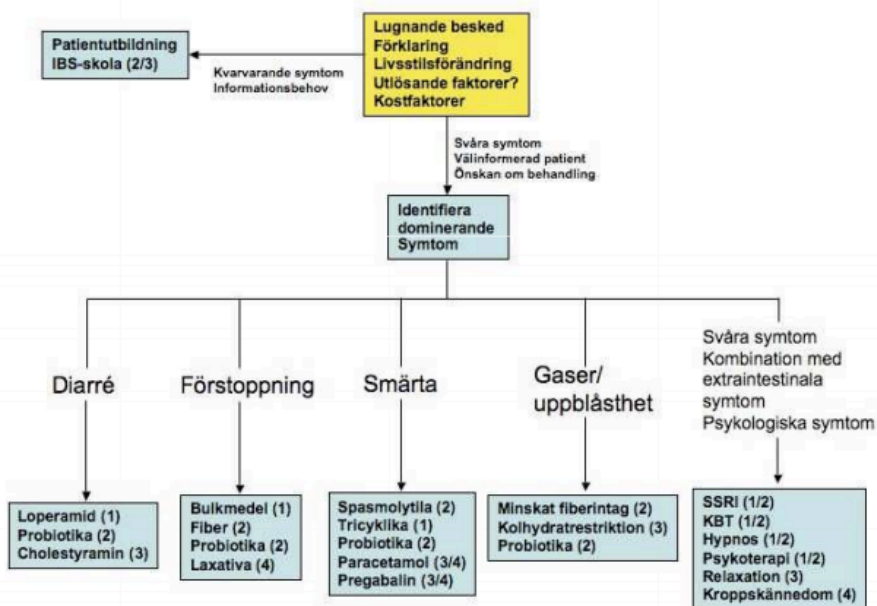 Patientutbildning
IBS-skola (2/3)
Kvarvarande symtom
Informationsbehov
Lugnande besked
Förklaring
Livsstilsförändring
Utlösande faktorer?
Kostfaktorer
Svåra symtom
Välinformerad patient
Önskan om behandling
Identifiera
dominerande
Symtom
Diarré
Förstoppning
Smärta
Gaser/
uppblåsthet
Svåra symtom
Kombination med
extraintestinala
symtom
Psykologiska symtom
Loperamid (1)
Probiotika (2)
Cholestyramin (3)
Bulkmedel (1)
Fiber (2)
Probiotika (2)
Laxativa (4)
Spasmolytila (2)
Tricyklika (1)
Probiotika (2)
Paracetamol (3/4)
Pregabalin (3/4)
Minskat fiberintag (2)
Kolhydratrestriktion (3)
Probiotika (2)
SSRI (1/2)
KBT (1/2)
Hypnos (1/2)
Psykoterapi (1/2)
Relaxation (3)
Kroppskännedom (4)